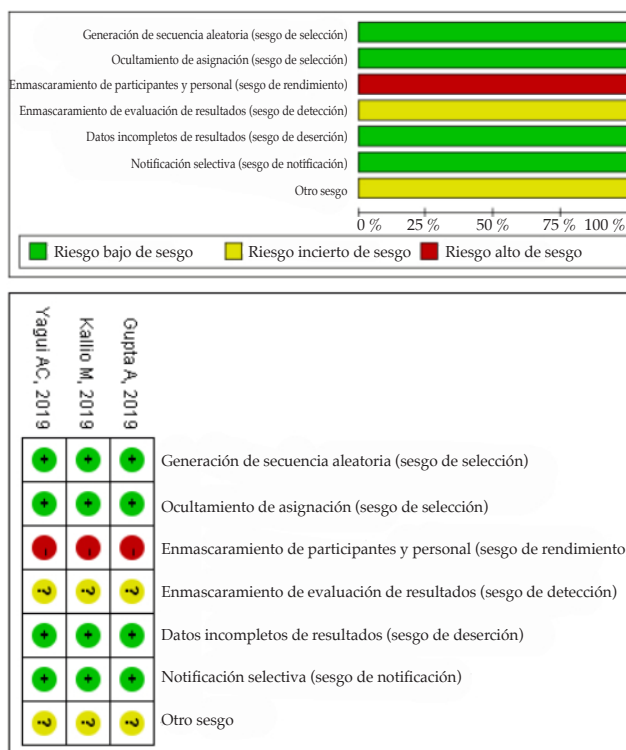 Generación de secuencia aleatoria (sesgo de selección)
Ocultamiento de asignación (sesgo de selección)
Enmascaramiento de participantes y personal (sesgo de rendimiento)
Enmascaramiento de evaluación de resultados (sesgo de detección)
Datos incompletos de resultados (sesgo de deserción)
Notificación selectiva (sesgo de notificación)
Otro sesgo
0 % 25 % 50 % 75 % 100 %
Riesgo bajo de sesgo Riesgo incierto de sesgo Riesgo alto de sesgo
Yagui AC, 2019
Kallio M, 2019
Gupta A, 2019
+ + + Generación de secuencia aleatoria (sesgo de selección)
+ + + Ocultamiento de asignación (sesgo de selección)
- - - Enmascaramiento de participantes y personal (sesgo de rendimiento
? ? ? Enmascaramiento de evaluación de resultados (sesgo de detección)
+ + + Datos incompletos de resultados (sesgo de deserción)
+ + + Notificación selectiva (sesgo de notificación)
? ? ? Otro sesgo